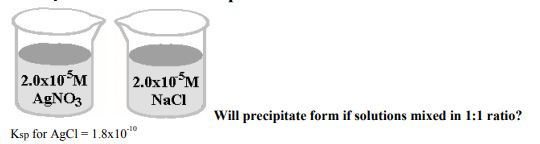 2.0x10⁻⁵M 2.0x10⁻⁵M
AgNO₃ NaCl
Will precipitate form if solutions mixed in 1:1 ratio?
Ksp for AgCl = 1.8x10⁻¹⁰